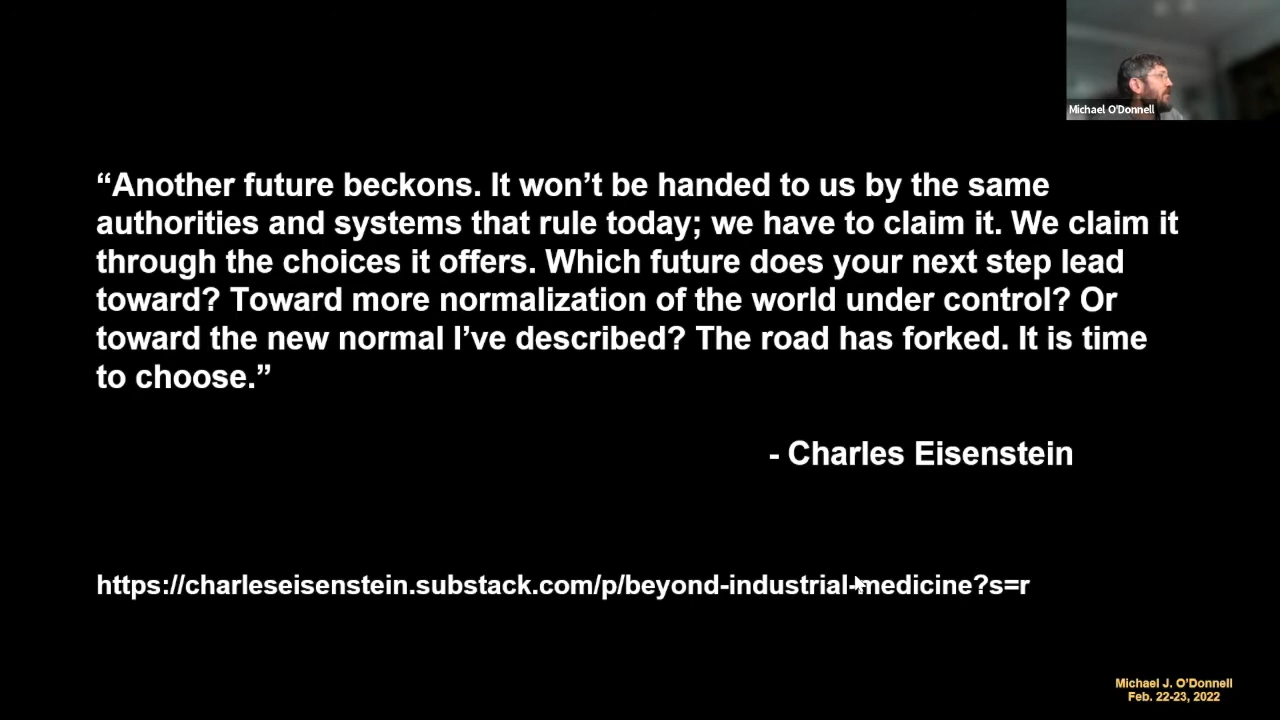 Michael O'Donnell
“Another future beckons. It won’t be handed to us by the same
authorities and systems that rule today; we have to claim it. We claim it
through the choices it offers. Which future does your next step lead
toward? Toward more normalization of the world under control? Or
toward the new normal I’ve described? The road has forked. It is time
to choose.”
- Charles Eisenstein
https://charleseisenstein.substack.com/p/beyond-industrial-medicine?s=r
Michael J. O’Donnell
Feb. 22-23, 2022